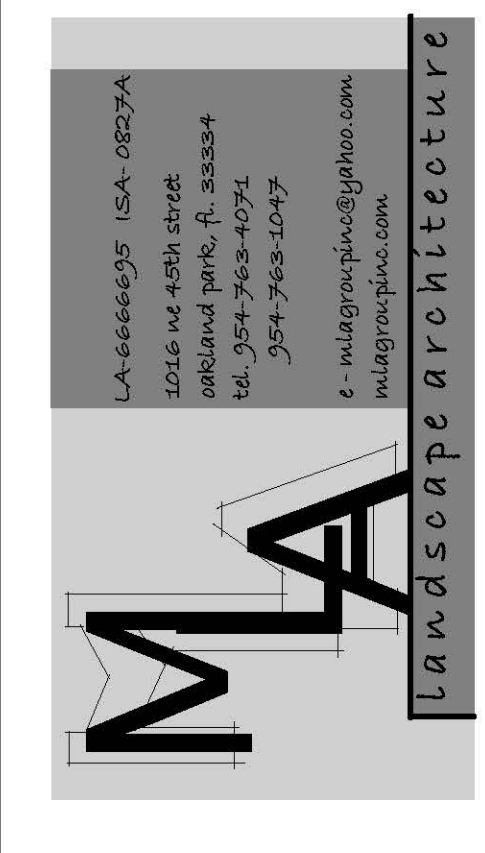 MLA
LA-6666695 ISA-0827A
1016 ne 45th street
oakland park, fl. 33334
tel. 954-763-4071
954-763-1047
e - mlagroupinc@yahoo.com
mlagroupinc.com
landscape architecture